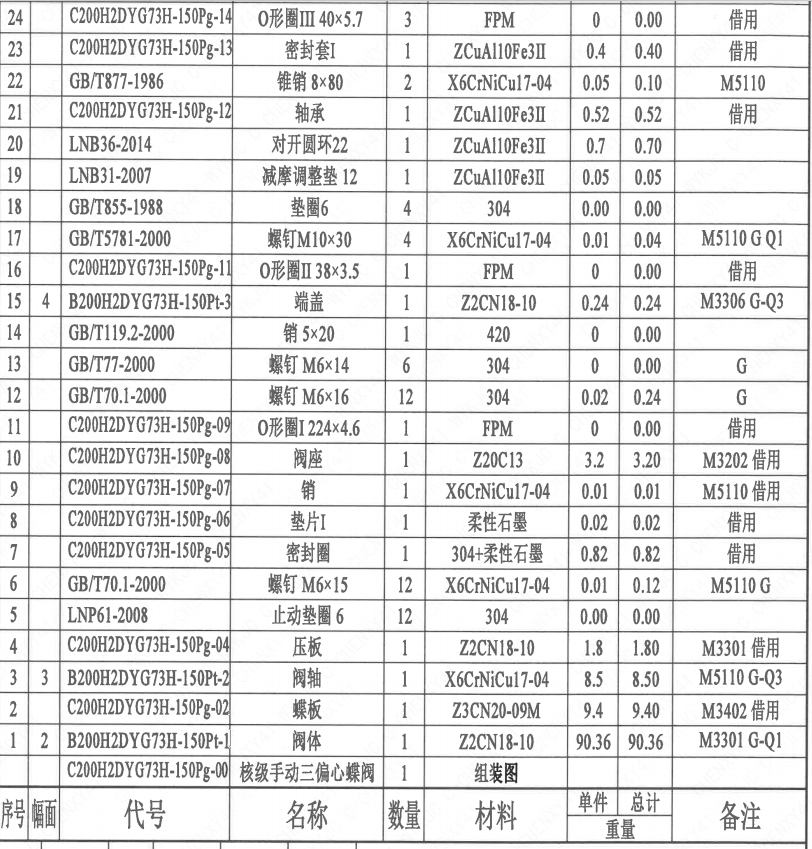 24 C200H2DYG73H-150Pg-14 O形圈III 40×5.7 3 FPM 0 0.00 借用
23 C200H2DYG73H-150Pg-13 密封套I 1 ZCuAl10Fe3II 0.4 0.40 借用
22 GB/T877-1986 锥销 8×80 2 X6CrNiCu17-04 0.05 0.10 M5110
21 C200H2DYG73H-150Pg-12 轴承 1 ZCuAl10Fe3II 0.52 0.52 借用
20 LNB36-2014 对开圆环22 1 ZCuAl10Fe3II 0.7 0.70
19 LNB31-2007 减摩调整垫 12 1 ZCuAl10Fe3II 0.05 0.05
18 GB/T855-1988 垫圈6 4 304 0.00 0.00
17 GB/T5781-2000 螺钉M10×30 4 X6CrNiCu17-04 0.01 0.04 M5110 G Q1
16 C200H2DYG73H-150Pg-11 O形圈II 38×3.5 1 FPM 0 0.00 借用
15 4 B200H2DYG73H-150Pt-3 端盖 1 Z2CN18-10 0.24 0.24 M3306 G-Q3
14 GB/T119.2-2000 销 5×20 1 420 0 0.00
13 GB/T77-2000 螺钉 M6×14 6 304 0 0.00 G
12 GB/T70.1-2000 螺钉 M6×16 12 304 0.02 0.24 G
11 C200H2DYG73H-150Pg-09 O形圈I 224×4.6 1 FPM 0 0.00 借用
10 C200H2DYG73H-150Pg-08 阀座 1 Z20C13 3.2 3.20 M3202 借用
9 C200H2DYG73H-150Pg-07 销 1 X6CrNiCu17-04 0.01 0.01 M5110 借用
8 C200H2DYG73H-150Pg-06 垫片I 1 柔性石墨 0.02 0.02 借用
7 C200H2DYG73H-150Pg-05 密封圈 1 304+柔性石墨 0.82 0.82 借用
6 GB/T70.1-2000 螺钉 M6×15 12 X6CrNiCu17-04 0.01 0.12 M5110 G
5 LNP61-2008 止动垫圈 6 12 304 0.00 0.00
4 C200H2DYG73H-150Pg-04 压板 1 Z2CN18-10 1.8 1.80 M3301 借用
3 3 B200H2DYG73H-150Pt-2 阀轴 1 X6CrNiCu17-04 8.5 8.50 M5110 G-Q3
2 C200H2DYG73H-150Pg-02 蝶板 1 Z3CN20-09M 9.4 9.40 M3402 借用
1 2 B200H2DYG73H-150Pt-1 阀体 1 Z2CN18-10 90.36 90.36 M3301 G-Q1
C200H2DYG73H-150Pg-00 核级手动三偏心蝶阀 1 组装图
序号 幅面 代号 名称 数量 材料 单件 总计 备注
重量